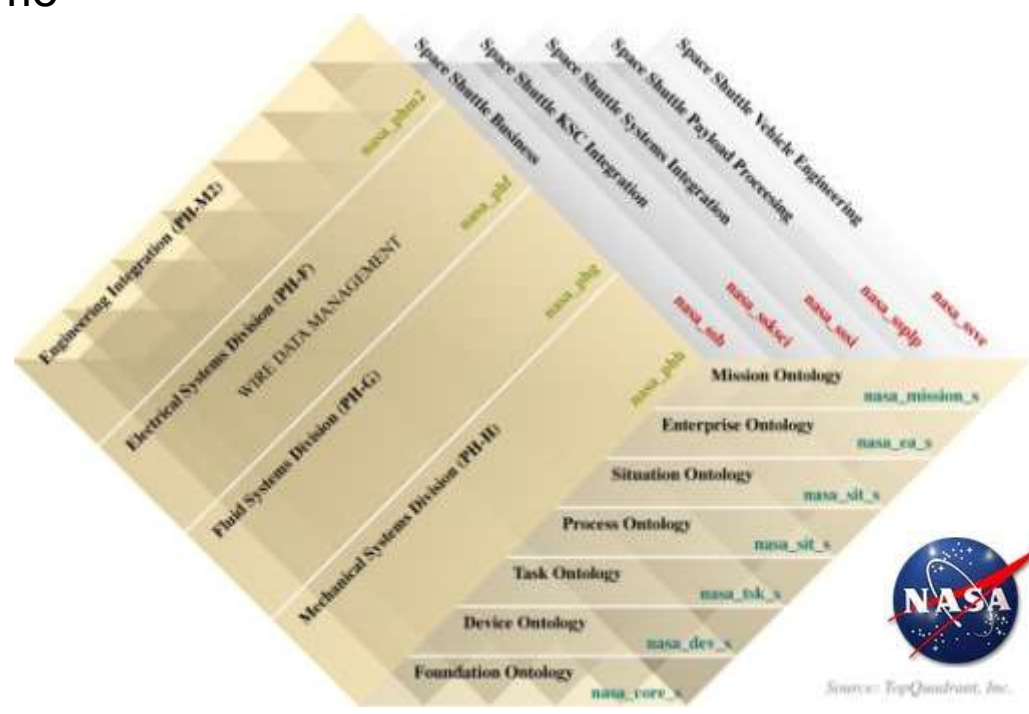 Space Shuttle Business
Space Shuttle KSC Integration
Space Shuttle Systems Integration
Space Shuttle Payload Proccesing
Space Shuttle Vehicle Engineering
nasa_ssb
nasa_ssksci
nasa_sssi
nasa_ssplp
nasa_ssve
Engineering Integration (PH-M2)
nasa_phm2
Electrical Systems Division (PH-F)
WIRE DATA MANAGEMENT
nasa_phf
Fluid Systems Division (PH-G)
nasa_phg
Mechanical Systems Division (PH-H)
nasa_phh
Mission Ontology
nasa_mission_s
Enterprise Ontology
nasa_ea_s
Situation Ontology
nasa_sit_s
Process Ontology
nasa_sit_s
Task Ontology
nasa_tsk_s
Device Ontology
nasa_dev_s
Foundation Ontology
nasa_core_s
NASA
Source: TopQuadrant, Inc.